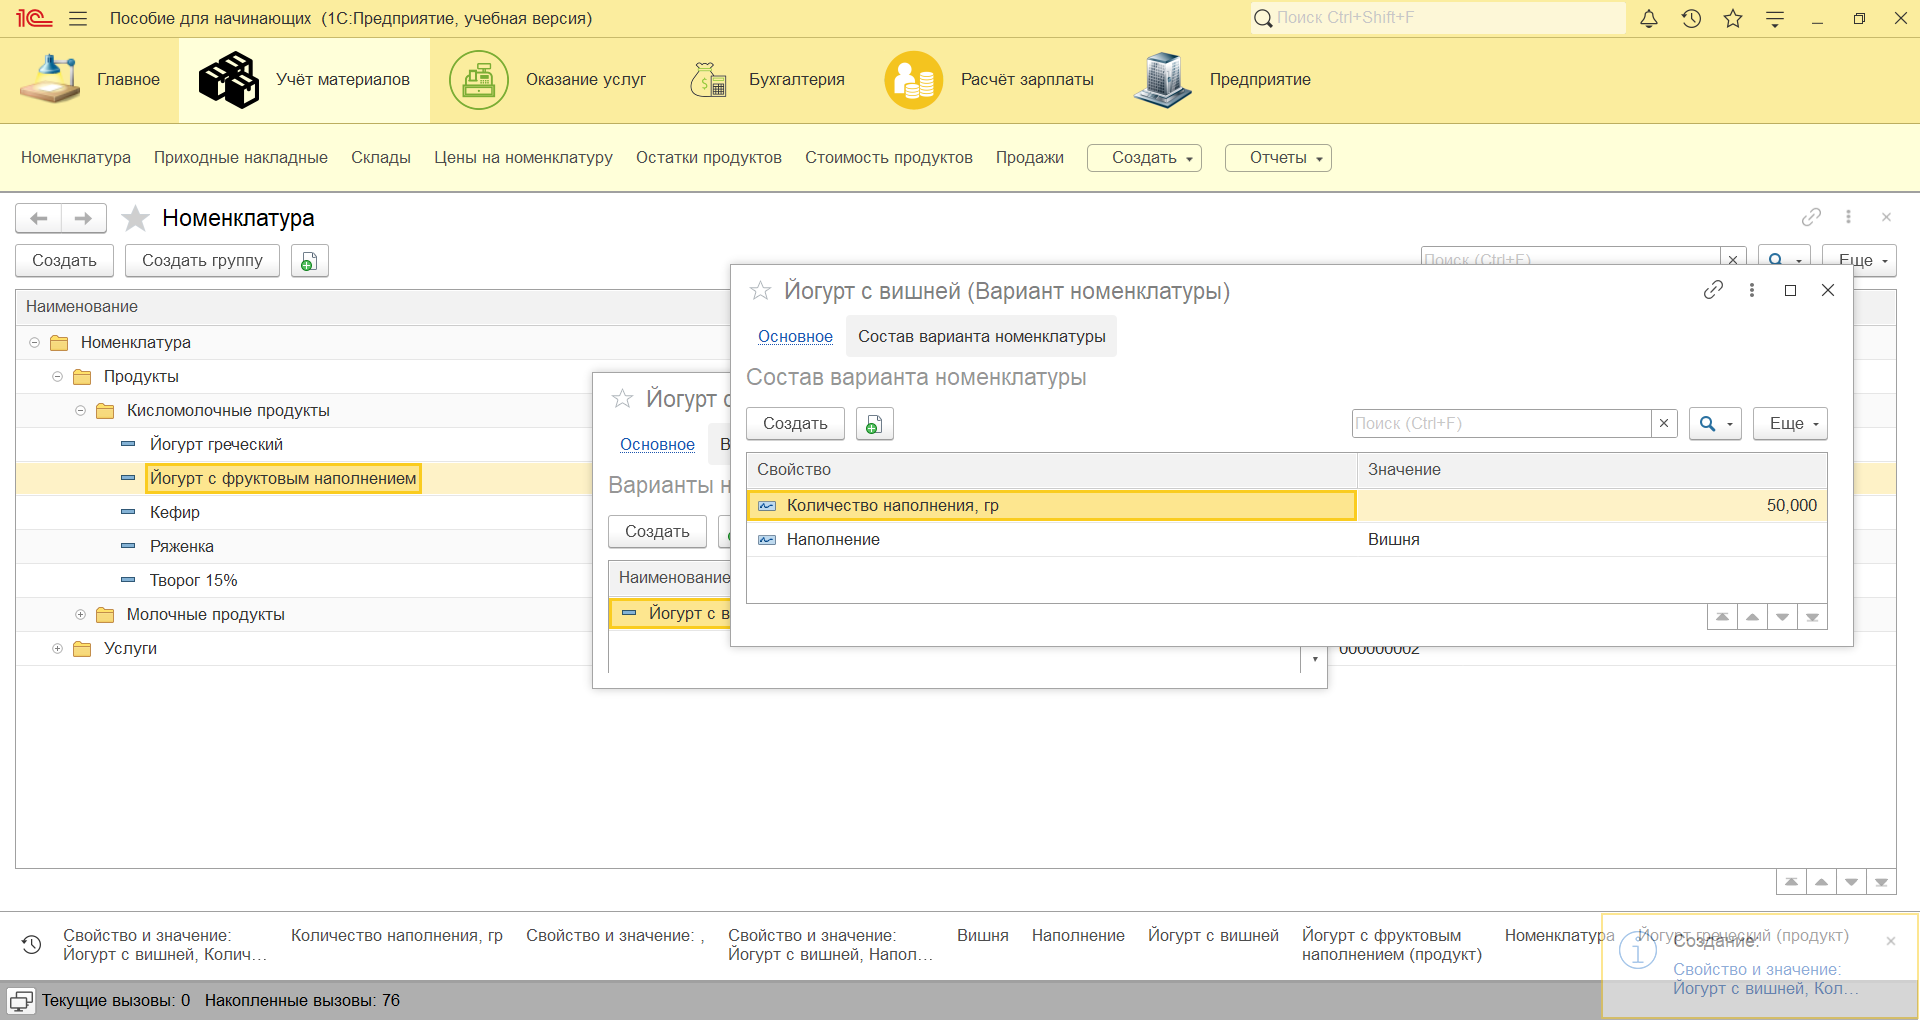 1С Пособие для начинающих (1С:Предприятие, учебная версия)
Поиск Ctrl+Shift+F
Главное
Учёт материалов
Оказание услуг
Бухгалтерия
Расчёт зарплаты
Предприятие
Номенклатура
Приходные накладные
Склады
Цены на номенклатуру
Остатки продуктов
Стоимость продуктов
Продажи
Создать
Отчеты
Номенклатура
Создать
Создать группу
Поиск (Ctrl+F)
Еще
Наименование
Номенклатура
Продукты
Кисломолочные продукты
Йогурт греческий
Йогурт с фруктовым наполнением
Кефир
Ряженка
Творог 15%
Молочные продукты
Услуги
000000002
Йогурт с
Основное
В
Варианты н
Создать
Наименование
Йогурт с в
Йогурт с вишней (Вариант номенклатуры)
Основное
Состав варианта номенклатуры
Состав варианта номенклатуры
Создать
Поиск (Ctrl+F)
Еще
Свойство
Значение
Количество наполнения, гр
50,000
Наполнение
Вишня
Свойство и значение:
Йогурт с вишней, Колич...
Количество наполнения, гр
Свойство и значение: ,
Свойство и значение:
Йогурт с вишней, Напол...
Вишня
Наполнение
Йогурт с вишней
Йогурт с фруктовым
наполнением (продукт)
Номенклатура
Йогурт греческий (продукт)
Создание:
Свойство и значение:
Йогурт с вишней, Кол...
Текущие вызовы: 0 Накопленные вызовы: 76